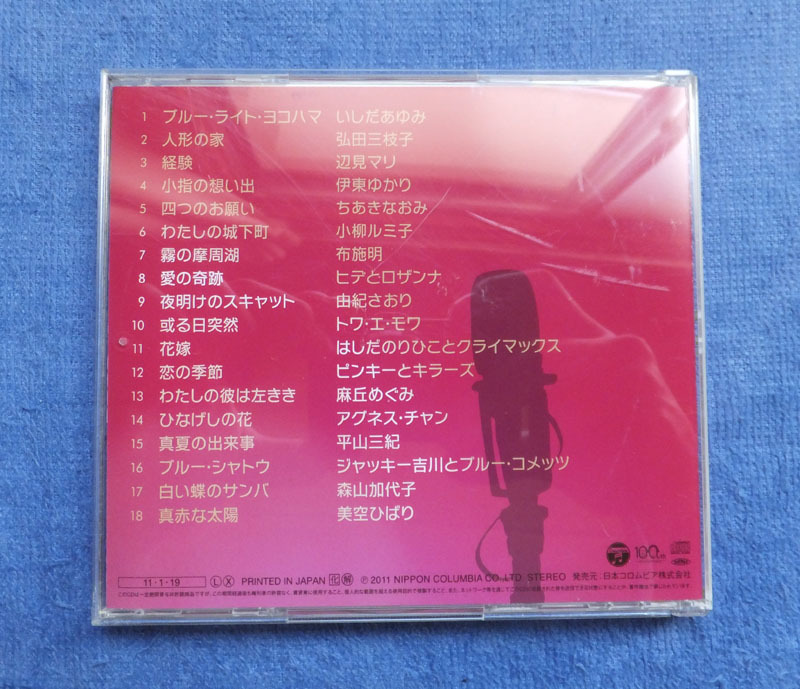 1 ブルー・ライト・ヨコハマ いしだあゆみ
2 人形の家 弘田三枝子
3 経験 辺見マリ
4 小指の想い出 伊東ゆかり
5 四つのお願い ちあきなおみ
6 わたしの城下町 小柳ルミ子
7 霧の摩周湖 布施明
8 愛の奇跡 ヒデとロザンナ
9 夜明けのスキャット 由紀さおり
10 或る日突然 トワ・エ・モワ
11 花嫁 はしだのりひことクライマックス
12 恋の季節 ピンキーとキラーズ
13 わたしの彼は左きき 麻丘めぐみ
14 ひなげしの花 アグネス・チャン
15 真夏の出来事 平山三紀
16 ブルー・シャトウ ジャッキー吉川とブルー・コメッツ
17 白い蝶のサンバ 森山加代子
18 真赤な太陽 美空ひばり
11・1・19 Ⓛ Ⓧ PRINTED IN JAPAN 化 解 Ⓟ 2011 NIPPON COLUMBIA CO., LTD. STEREO 発売元:日本コロムビア株式会社